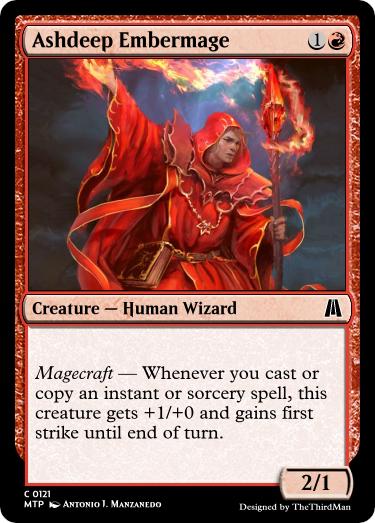 Ashdeep Embermage 1
Creature — Human Wizard
Magecraft — Whenever you cast or
copy an instant or sorcery spell, this
creature gets +1/+0 and gains first
strike until end of turn.
2/1
C 0121
MTP Antonio J. Manzanedo
Designed by TheThirdMan